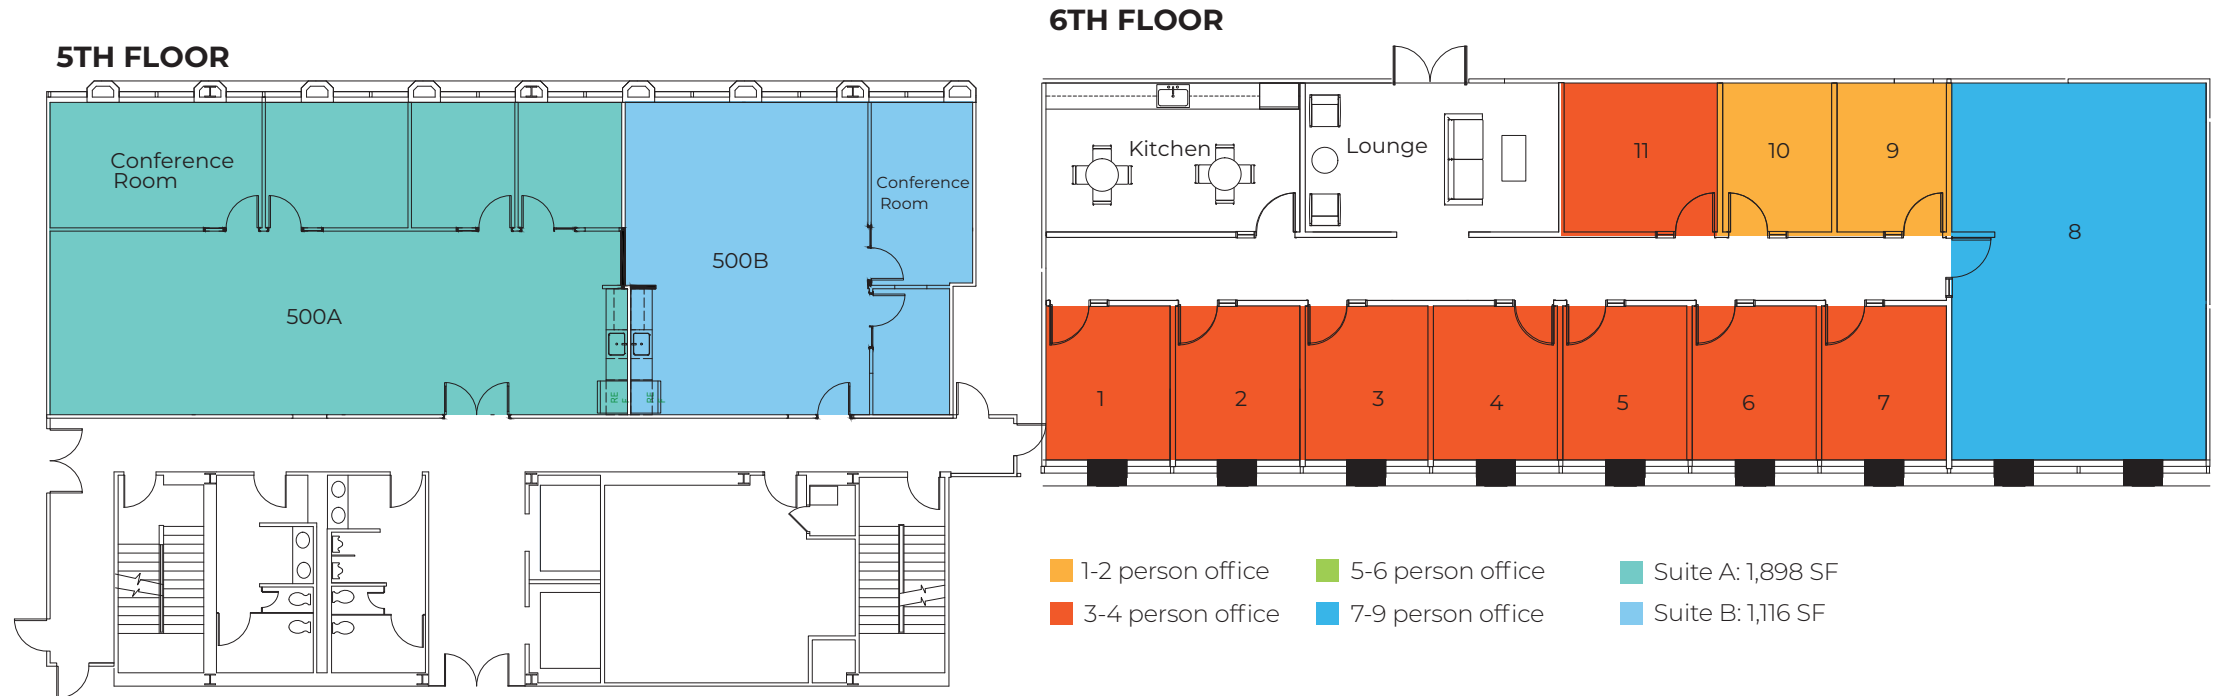 6TH FLOOR
5TH FLOOR
Conference
Room
Conference
Room
500A
500B
RE
F
RE
F
Kitchen
Lounge
11
10
9
8
1
2
3
4
5
6
7
1-2 person office
5-6 person office
Suite A: 1,898 SF
3-4 person office
7-9 person office
Suite B: 1,116 SF